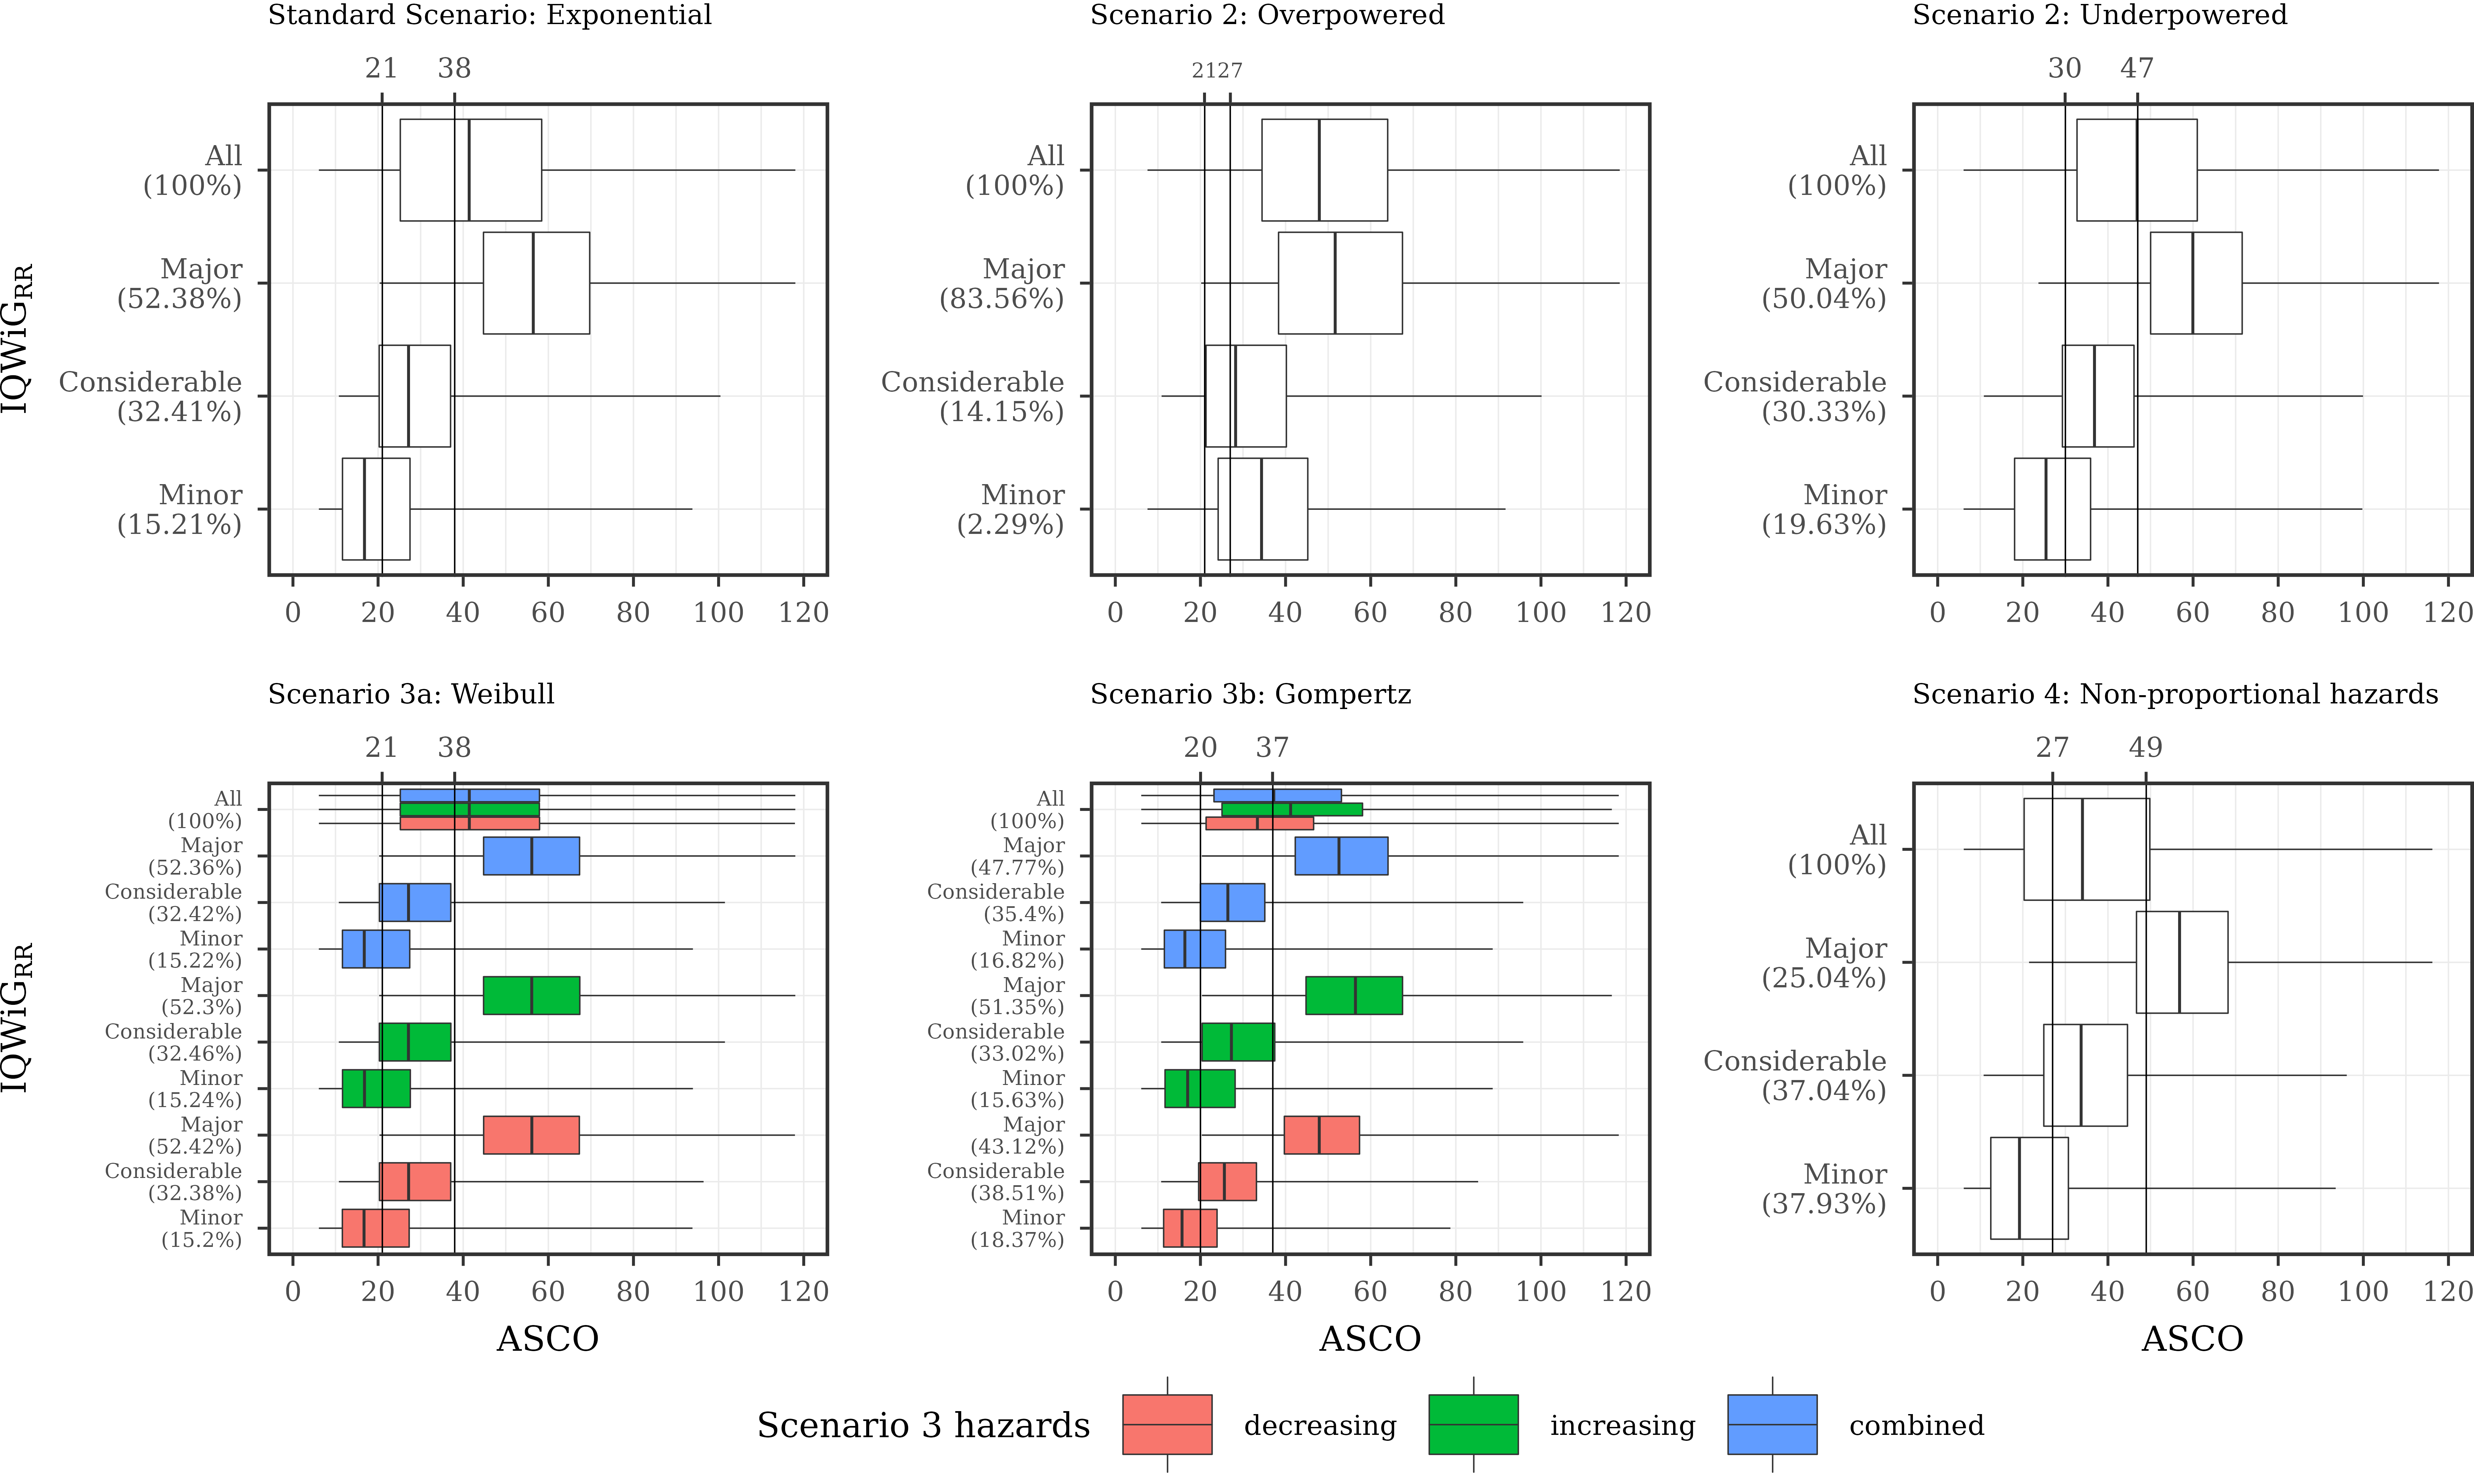 Standard Scenario: Exponential
21 38
IQWiG_RR
All
(100%)
Major
(52.38%)
Considerable
(32.41%)
Minor
(15.21%)
0 20 40 60 80 100 120
Scenario 2: Overpowered
21 27
All
(100%)
Major
(83.56%)
Considerable
(14.15%)
Minor
(2.29%)
0 20 40 60 80 100 120
Scenario 2: Underpowered
30 47
All
(100%)
Major
(50.04%)
Considerable
(30.33%)
Minor
(19.63%)
0 20 40 60 80 100 120
Scenario 3a: Weibull
21 38
IQWiG_RR
All
(100%)
Major
(52.36%)
Considerable
(32.42%)
Minor
(15.22%)
Major
(52.3%)
Considerable
(32.46%)
Minor
(15.24%)
Major
(52.42%)
Considerable
(32.38%)
Minor
(15.2%)
0 20 40 60 80 100 120
ASCO
Scenario 3b: Gompertz
20 37
All
(100%)
Major
(47.77%)
Considerable
(35.4%)
Minor
(16.82%)
Major
(51.35%)
Considerable
(33.02%)
Minor
(15.63%)
Major
(43.12%)
Considerable
(38.51%)
Minor
(18.37%)
0 20 40 60 80 100 120
ASCO
Scenario 4: Non-proportional hazards
27 49
All
(100%)
Major
(25.04%)
Considerable
(37.04%)
Minor
(37.93%)
0 20 40 60 80 100 120
ASCO
Scenario 3 hazards decreasing increasing combined